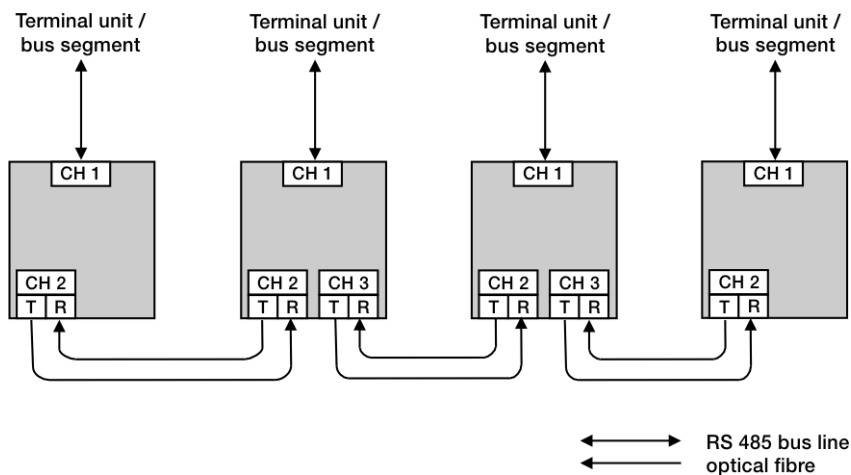 Terminal unit /
bus segment
Terminal unit /
bus segment
Terminal unit /
bus segment
Terminal unit /
bus segment
CH 1
CH 1
CH 1
CH 1
CH 2
T R
CH 2
T R
CH 3
T R
CH 2
T R
CH 3
T R
CH 2
T R
RS 485 bus line
optical fibre